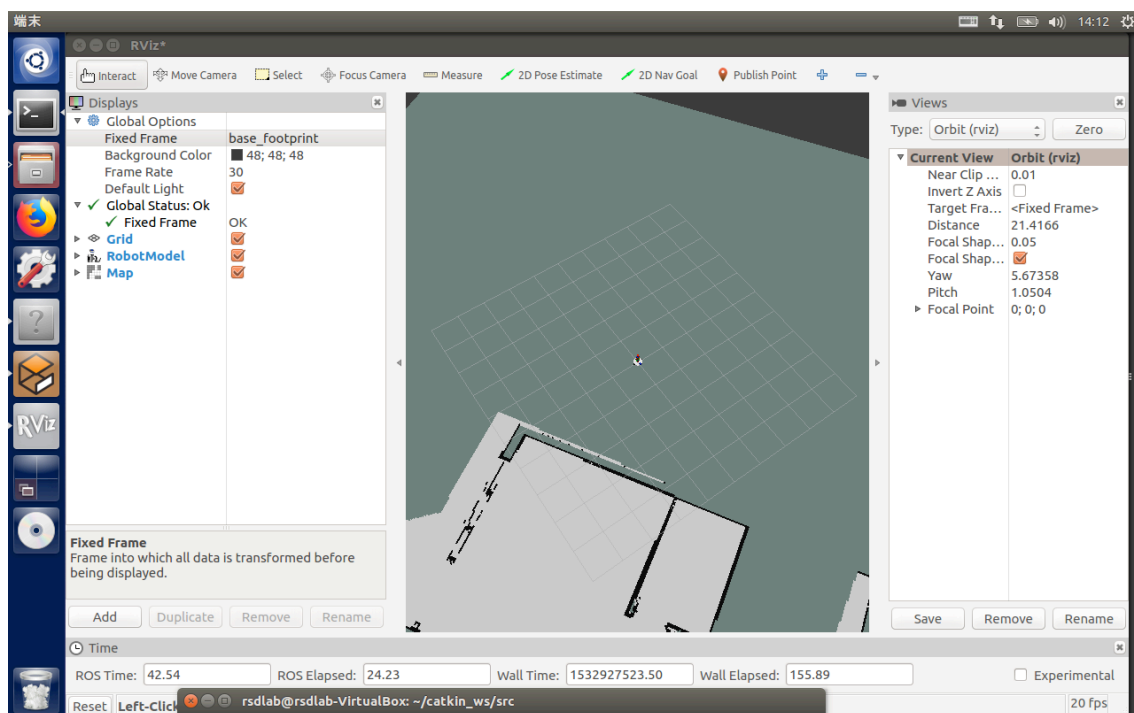 端末
14:12
RViz*
Interact Move Camera Select Focus Camera Measure 2D Pose Estimate 2D Nav Goal Publish Point
Displays
Global Options
Fixed Frame base_footprint
Background Color 48; 48; 48
Frame Rate 30
Default Light
Global Status: Ok
Fixed Frame OK
Grid
RobotModel
Map
Fixed Frame
Frame into which all data is transformed before
being displayed.
Add Duplicate Remove Rename
Views
Type: Orbit (rviz) Zero
Current View Orbit (rviz)
Near Clip ... 0.01
Invert Z Axis
Target Fra... <Fixed Frame>
Distance 21.4166
Focal Shap... 0.05
Focal Shap...
Yaw 5.67358
Pitch 1.0504
Focal Point 0; 0; 0
Save Remove Rename
RViz
Time
ROS Time: 42.54 ROS Elapsed: 24.23 Wall Time: 1532927523.50 Wall Elapsed: 155.89 Experimental
Reset Left-Click 20 fps
rsdlab@rsdlab-VirtualBox: ~/catkin_ws/src